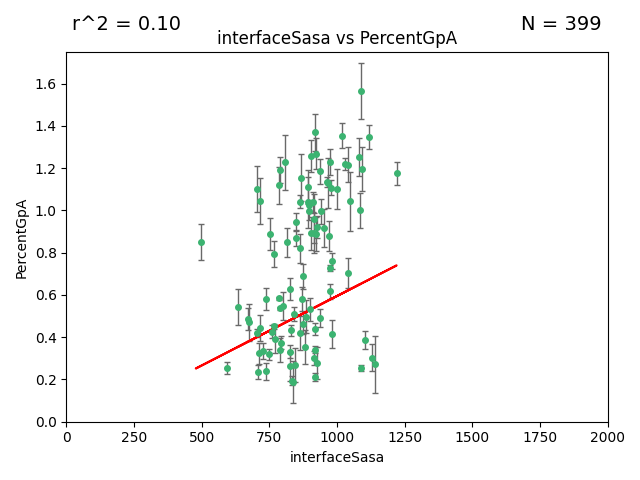 r^2 = 0.10
N = 399
interfaceSasa vs PercentGpA
PercentGpA
1.6
1.4
1.2
1.0
0.8
0.6
0.4
0.2
0.0
0 250 500 750 1000 1250 1500 1750 2000
interfaceSasa